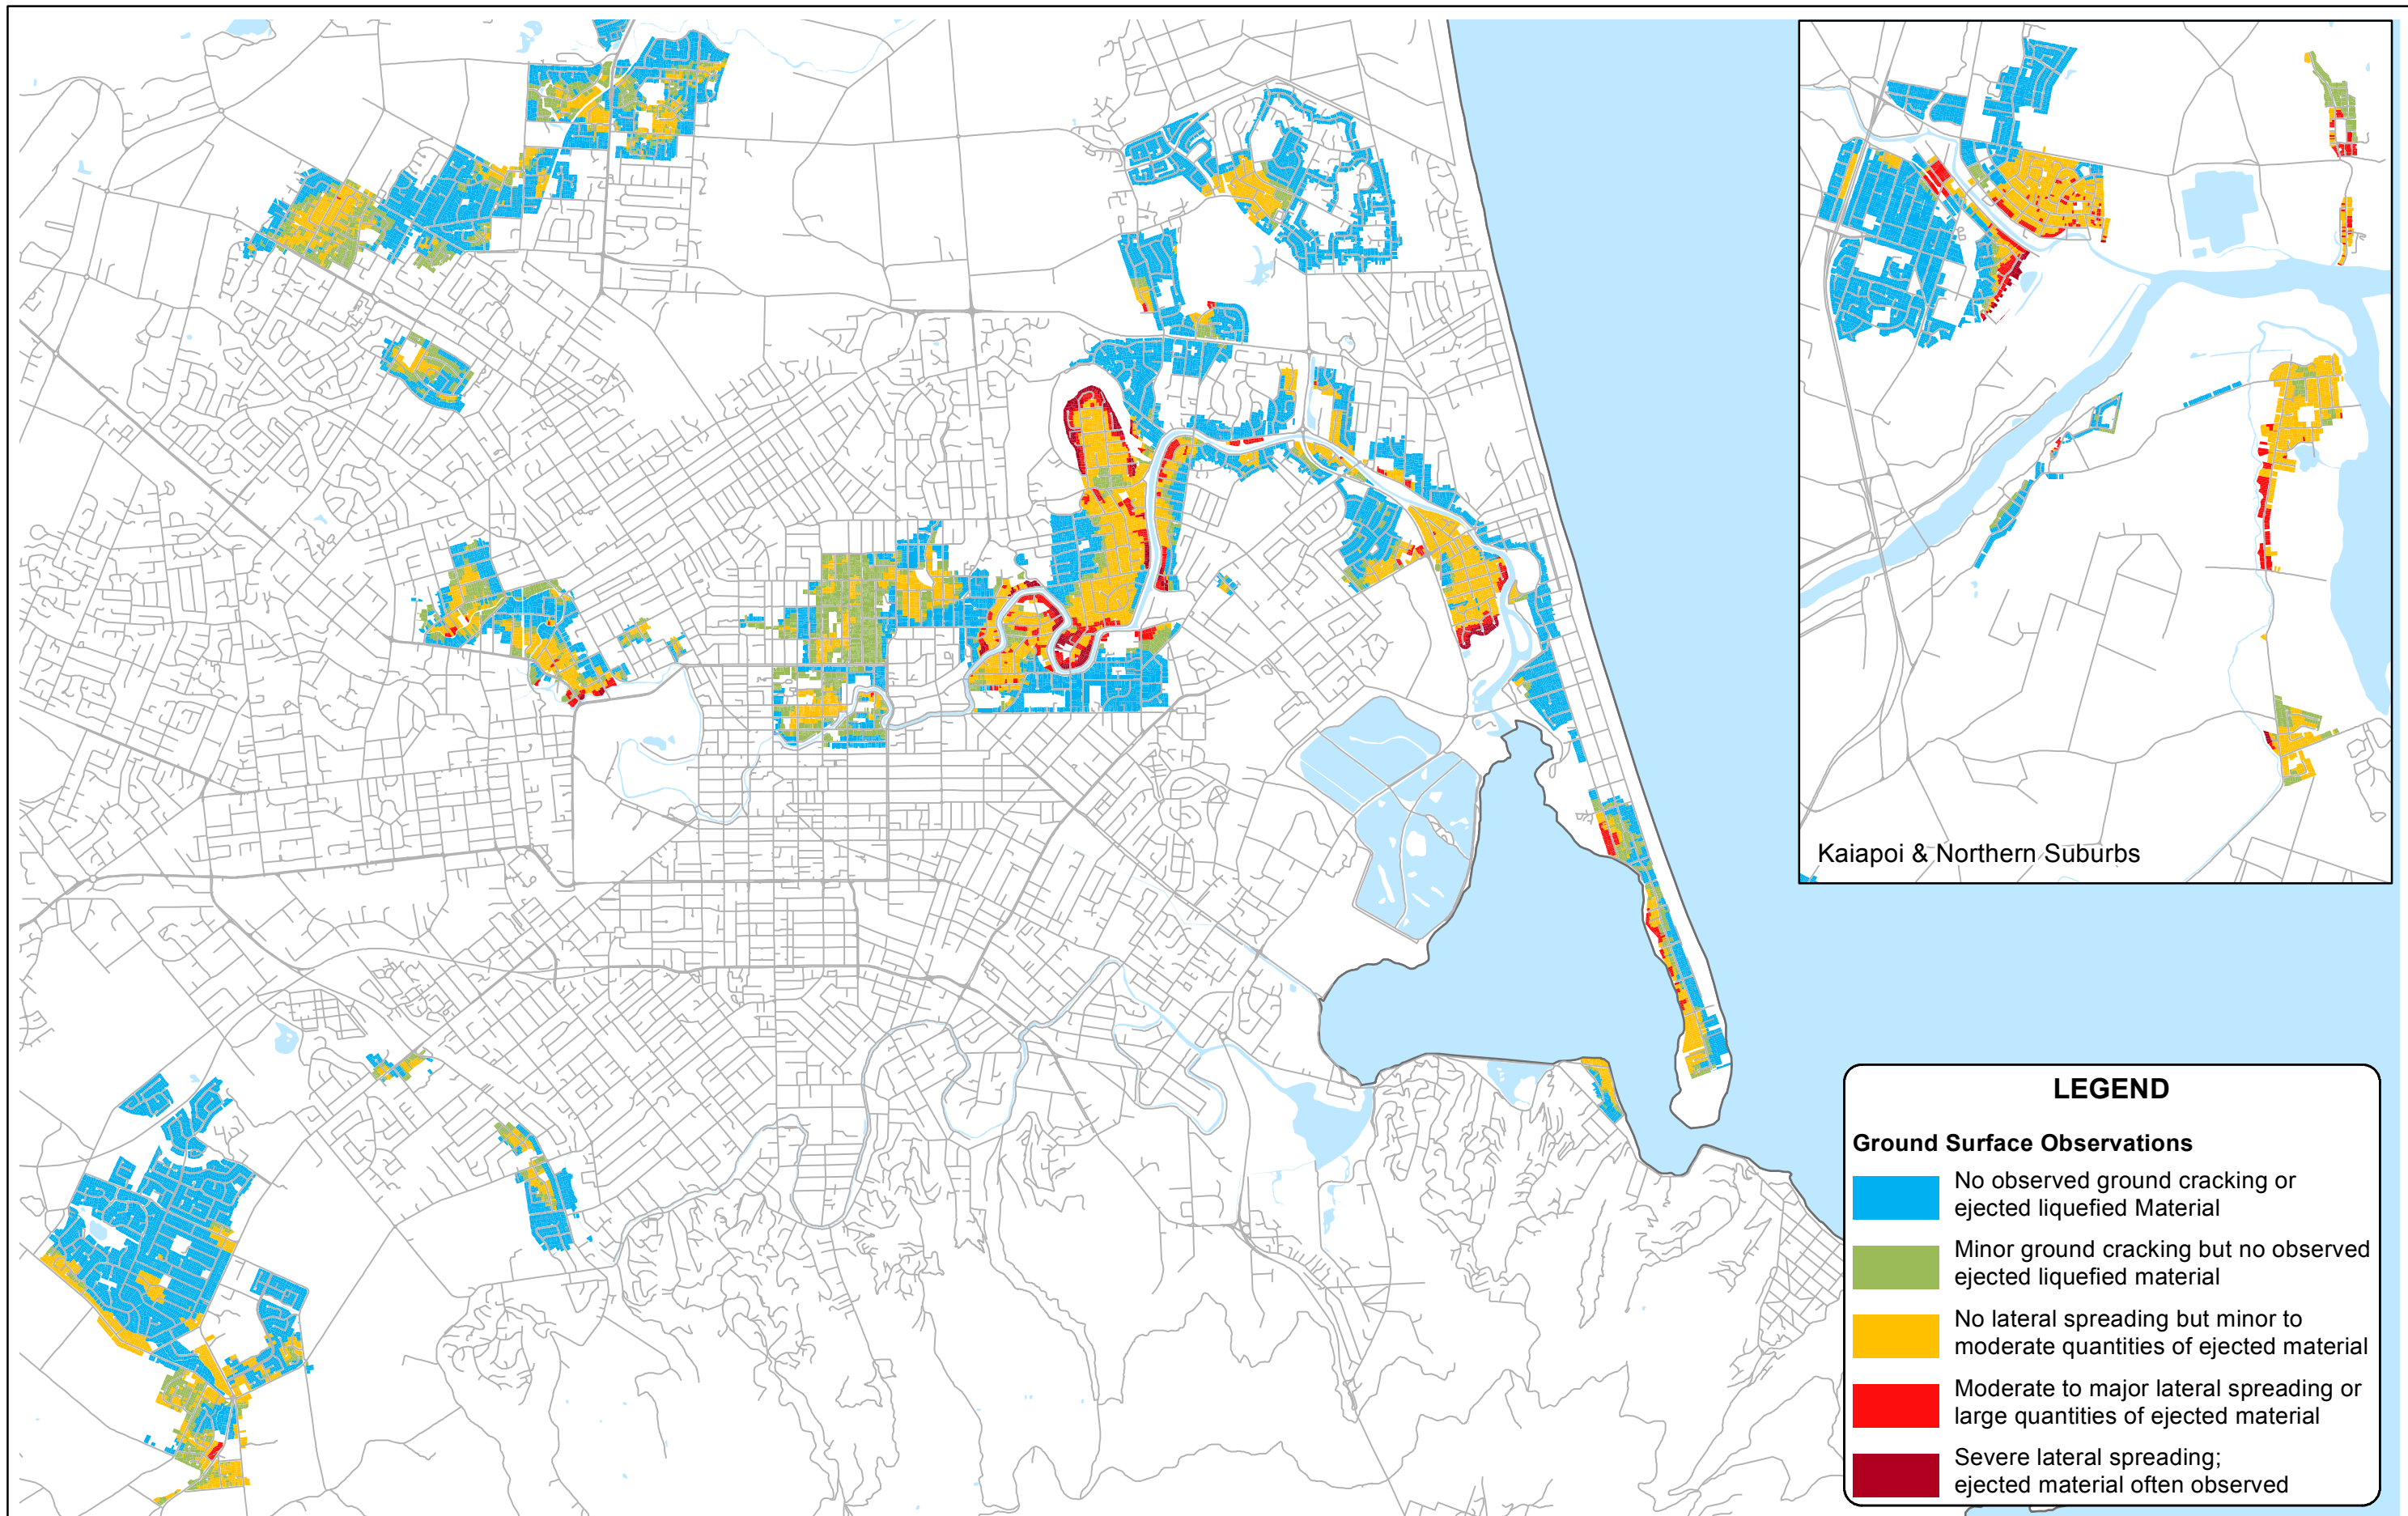 Kaiapoi & Northern Suburbs
LEGEND
Ground Surface Observations
No observed ground cracking or
ejected liquefied Material
Minor ground cracking but no observed
ejected liquefied material
No lateral spreading but minor to
moderate quantities of ejected material
Moderate to major lateral spreading or
large quantities of ejected material
Severe lateral spreading;
ejected material often observed